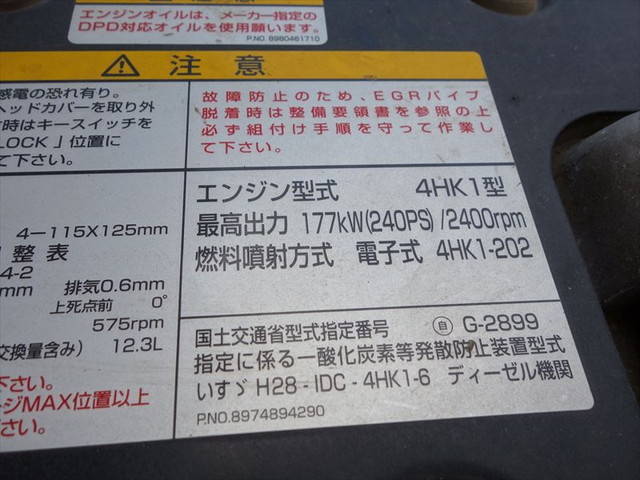 エンジンオイルは、メーカー指定の
DPD対応オイルを使用願います。
P.NO. 8980461710
注 意
感電の恐れ有り。
ヘッドカバーを取り外
時はキースイッチを
LOCK」位置に
て下さい。
故障防止のため、EGRパイプ
脱着時は整備要領書を参照の上
必ず組付け手順を守って作業し
て下さい。
4-115X125mm
整 表
4-2
mm 排気0.6mm
上死点前 0°
575rpm
交換量含み) 12.3L
下さい。
ージMAX位置以上
ださい。
エンジン型式 4HK1型
最高出力 177kW(240PS)/2400rpm
燃料噴射方式 電子式 4HK1-202
国土交通省型式指定番号 ㊀自 G-2899
指定に係る一酸化炭素等発散防止装置型式
いすゞ H28-IDC-4HK1-6 ディーゼル機関
P.NO.8974894290